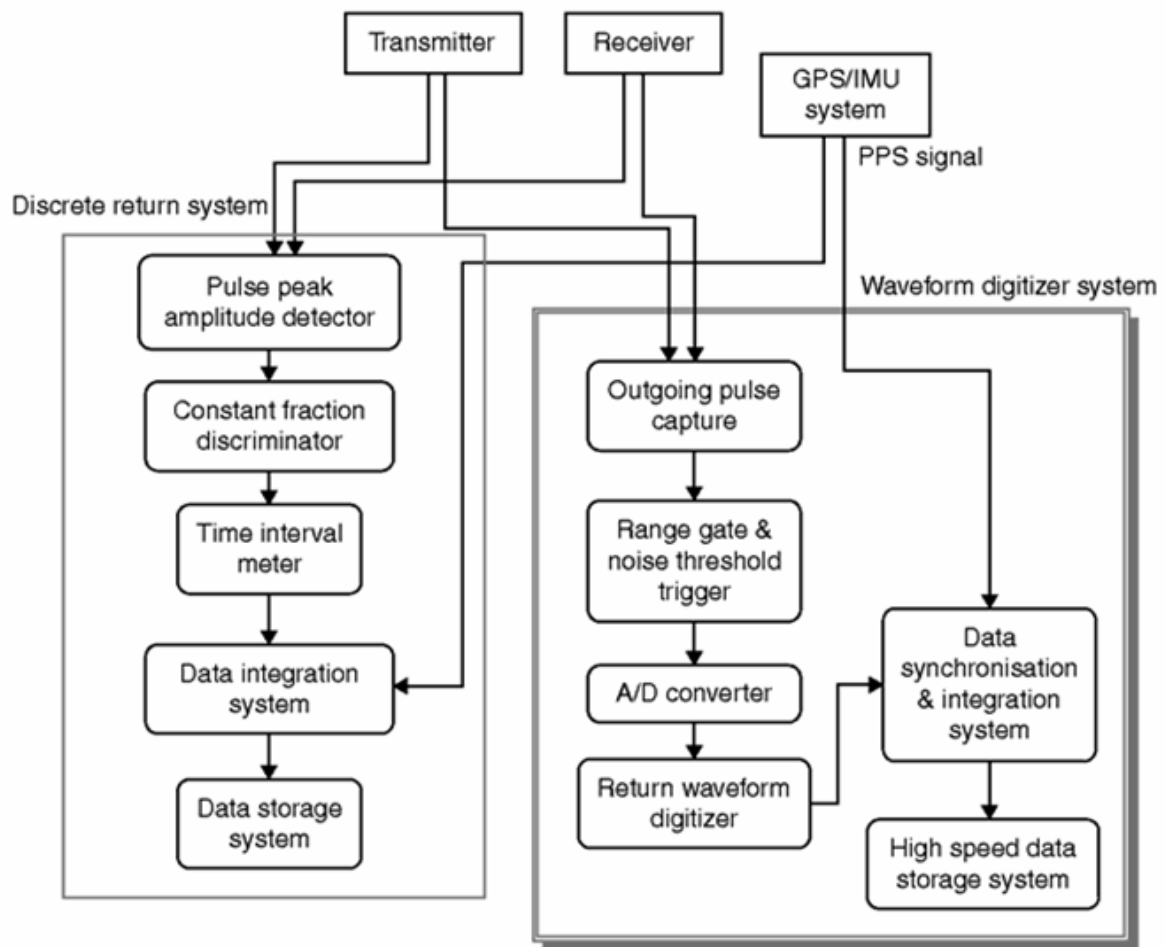 Transmitter
Receiver
GPS/IMU
system
PPS signal
Discrete return system
Pulse peak
amplitude detector
Constant fraction
discriminator
Time interval
meter
Data integration
system
Data storage
system
Waveform digitizer system
Outgoing pulse
capture
Range gate &
noise threshold
trigger
A/D converter
Return waveform
digitizer
Data
synchronisation
& integration
system
High speed data
storage system